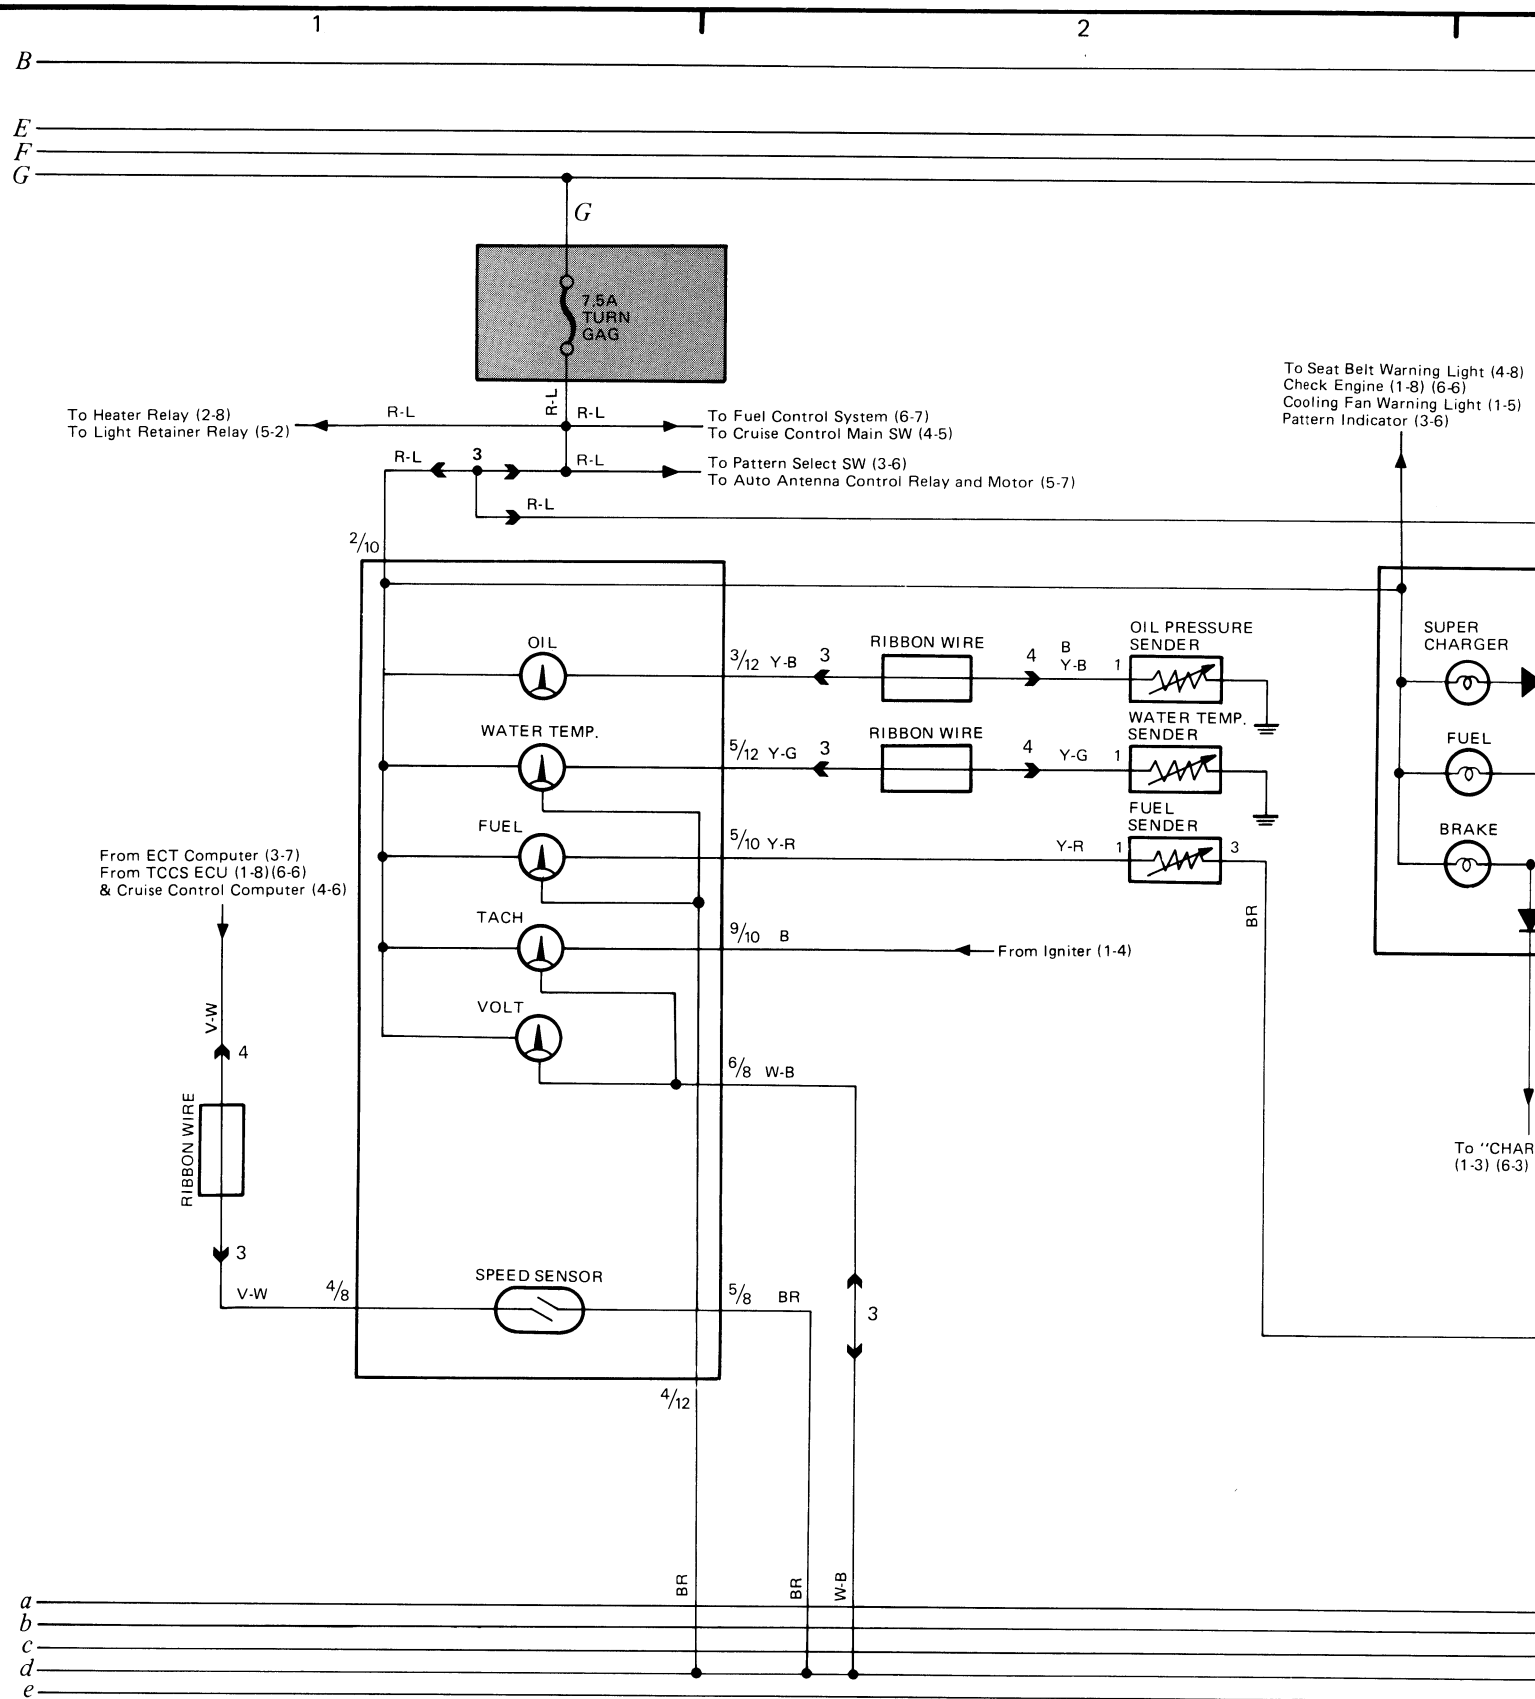 1
2
B
E
F
G
G
7.5A
TURN
GAG
R-L
To Heater Relay (2-8)
To Light Retainer Relay (5-2)
R-L
R-L
To Fuel Control System (6-7)
To Cruise Control Main SW (4-5)
R-L
3
R-L
To Pattern Select SW (3-6)
To Auto Antenna Control Relay and Motor (5-7)
R-L
To Seat Belt Warning Light (4-8)
Check Engine (1-8) (6-6)
Cooling Fan Warning Light (1-5)
Pattern Indicator (3-6)
2/10
OIL
3/12 Y-B 3
RIBBON WIRE
4
B
Y-B
1
OIL PRESSURE
SENDER
WATER TEMP.
5/12 Y-G 3
RIBBON WIRE
4
Y-G 1
WATER TEMP.
SENDER
FUEL
5/10 Y-R
Y-R 1
FUEL
SENDER
3
BR
TACH
9/10 B
From Igniter (1-4)
VOLT
6/8 W-B
SUPER
CHARGER
FUEL
BRAKE
To "CHAR
(1-3) (6-3)
From ECT Computer (3-7)
From TCCS ECU (1-8)(6-6)
& Cruise Control Computer (4-6)
V-W
4
RIBBON WIRE
3
V-W
4/8
SPEED SENSOR
5/8 BR
3
4/12
BR
BR
W-B
a
b
c
d
e